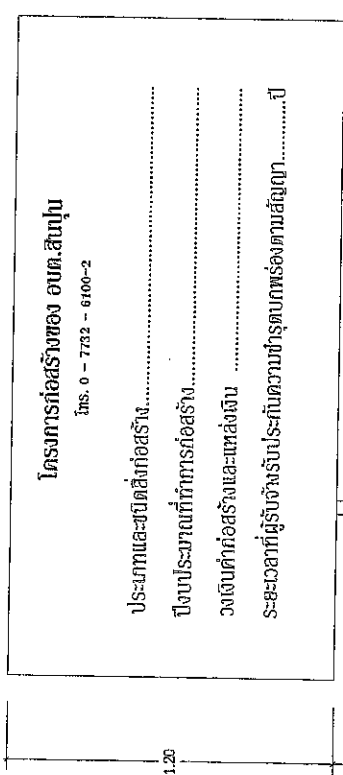 โครงการก่อสร้างของ อบต.สินปุน
โทร. 0 - 7732 - 6100-2
ประเภทและชนิดสิ่งก่อสร้าง....................................................
ปีงบประมาณที่ทำการก่อสร้าง...............................................
วงเงินค่าก่อสร้างและแหล่งเงิน ...............................................
ระยะเวลาที่ผู้รับจ้างรับประกันความชำรุดบกพร่องตามสัญญา..........ปี
1.20